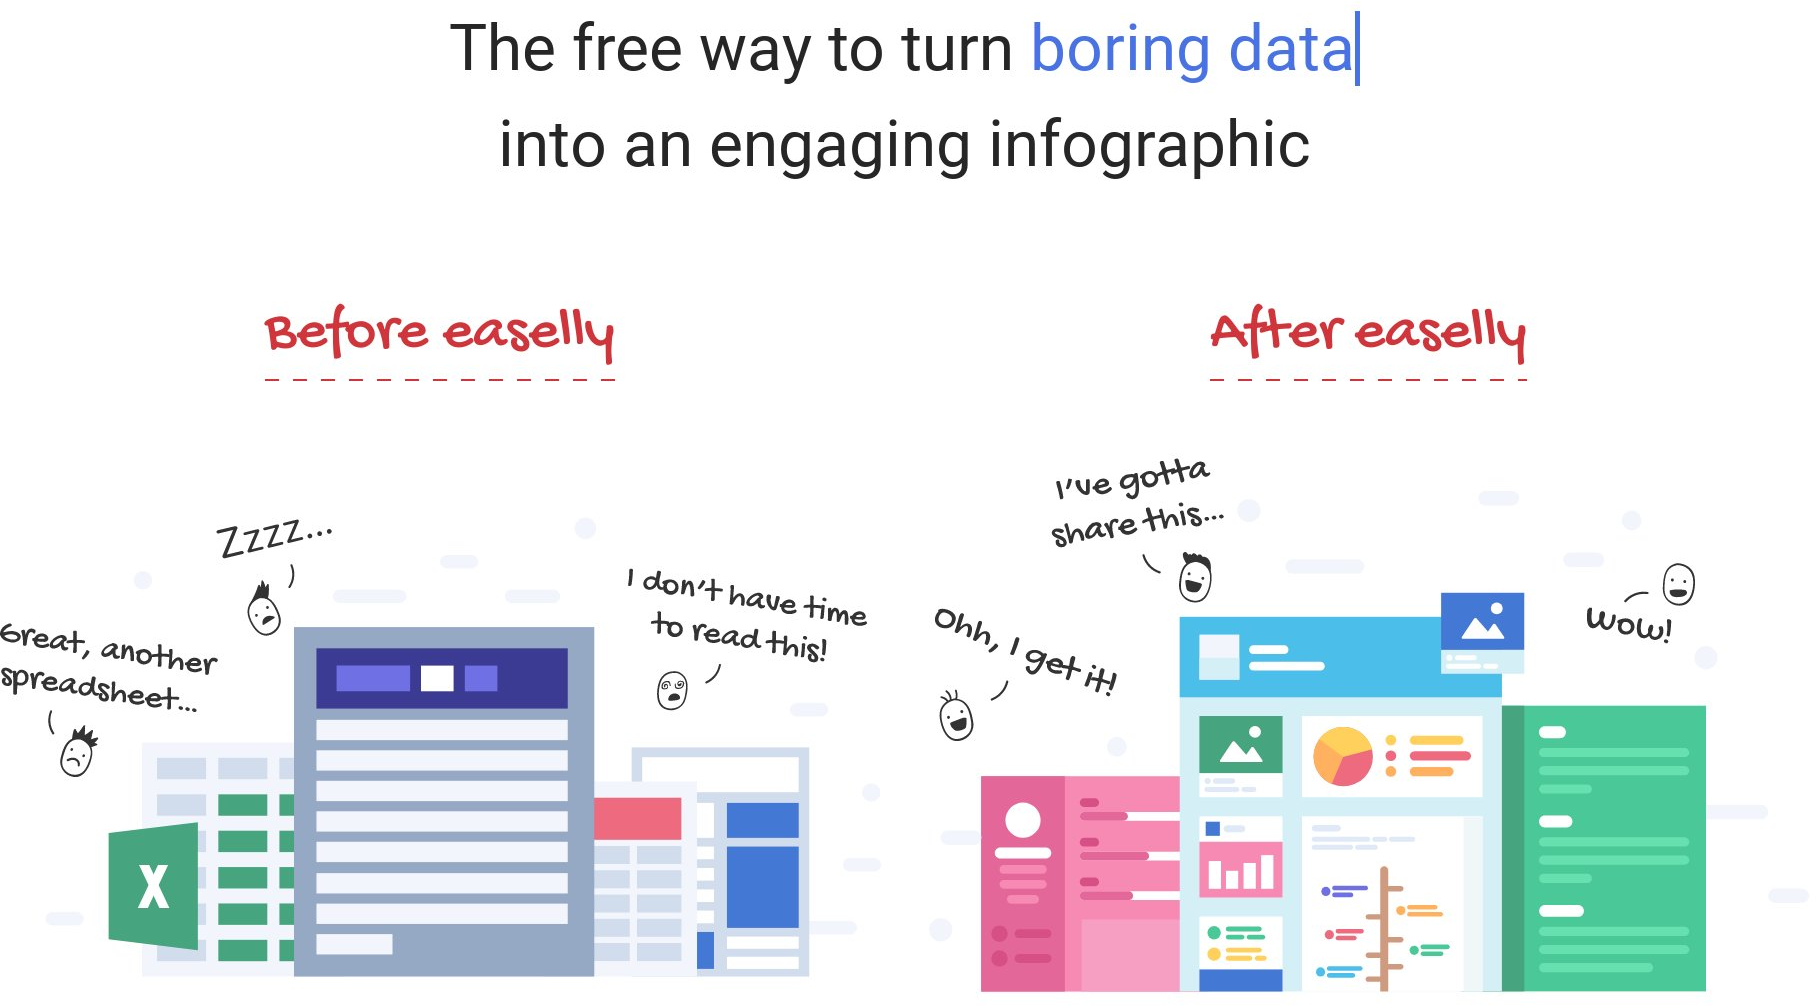 The free way to turn boring data
into an engaging infographic
Before easelly
After easelly
Zzzz...
Great, another
spreadsheet...
I don't have time
to read this!
X
I've gotta
share this...
Ohh, I get it!
wow!